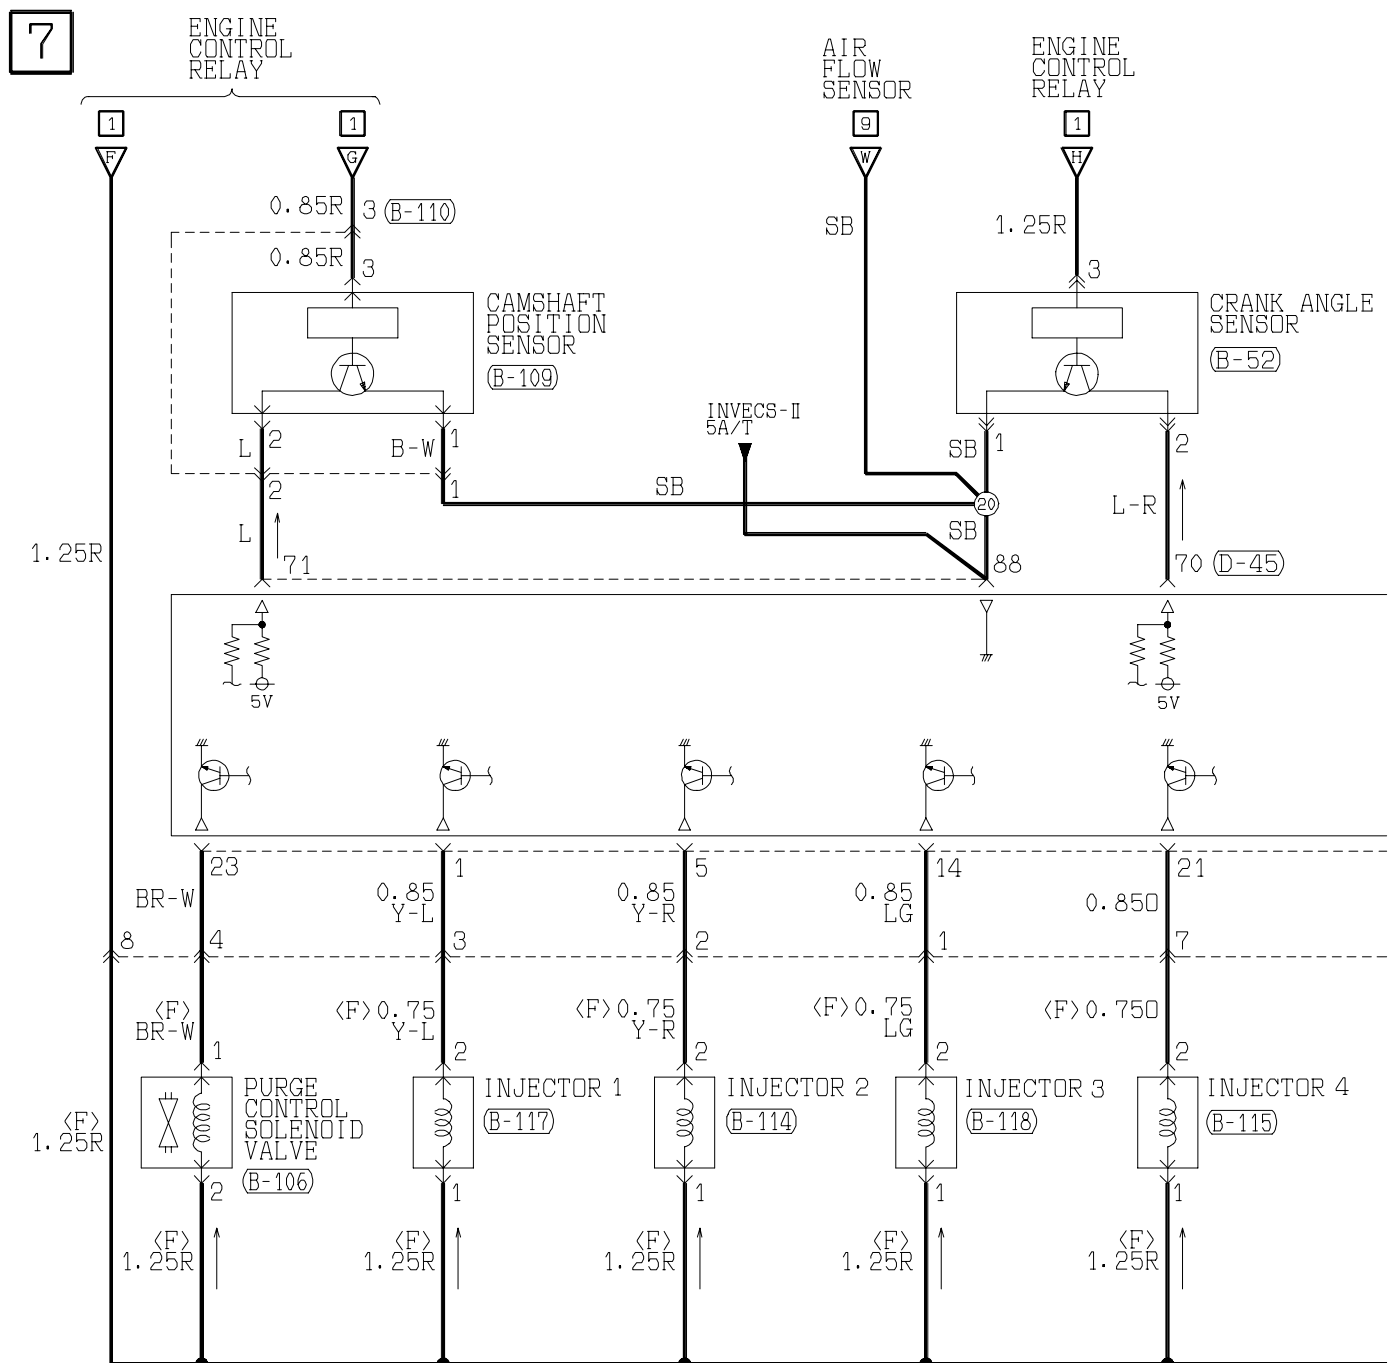 7
ENGINE
CONTROL
RELAY
AIR
FLOW
SENSOR
ENGINE
CONTROL
RELAY
1
1
9
1
F
G
W
H
0.85R
3
B-110
SB
1.25R
0.85R
3
3
CAMSHAFT
POSITION
SENSOR
B-109
CRANK ANGLE
SENSOR
B-52
INVECS-II
5A/T
L
2
B-W
1
SB
1
2
2
1
SB
20
L-R
L
SB
1.25R
71
88
70
D-45
5V
5V
23
1
5
14
21
BR-W
0.85
Y-L
0.85
Y-R
0.85
LG
0.85O
8
4
3
2
1
7
<F>
BR-W
<F>0.75
Y-L
<F>0.75
Y-R
<F>0.75
LG
<F>0.75O
1
2
2
2
2
PURGE
CONTROL
SOLENOID
VALVE
B-106
INJECTOR 1
B-117
INJECTOR 2
B-114
INJECTOR 3
B-118
INJECTOR 4
B-115
<F>
1.25R
2
1
1
1
1
<F>
1.25R
<F>
1.25R
<F>
1.25R
<F>
1.25R
<F>
1.25R